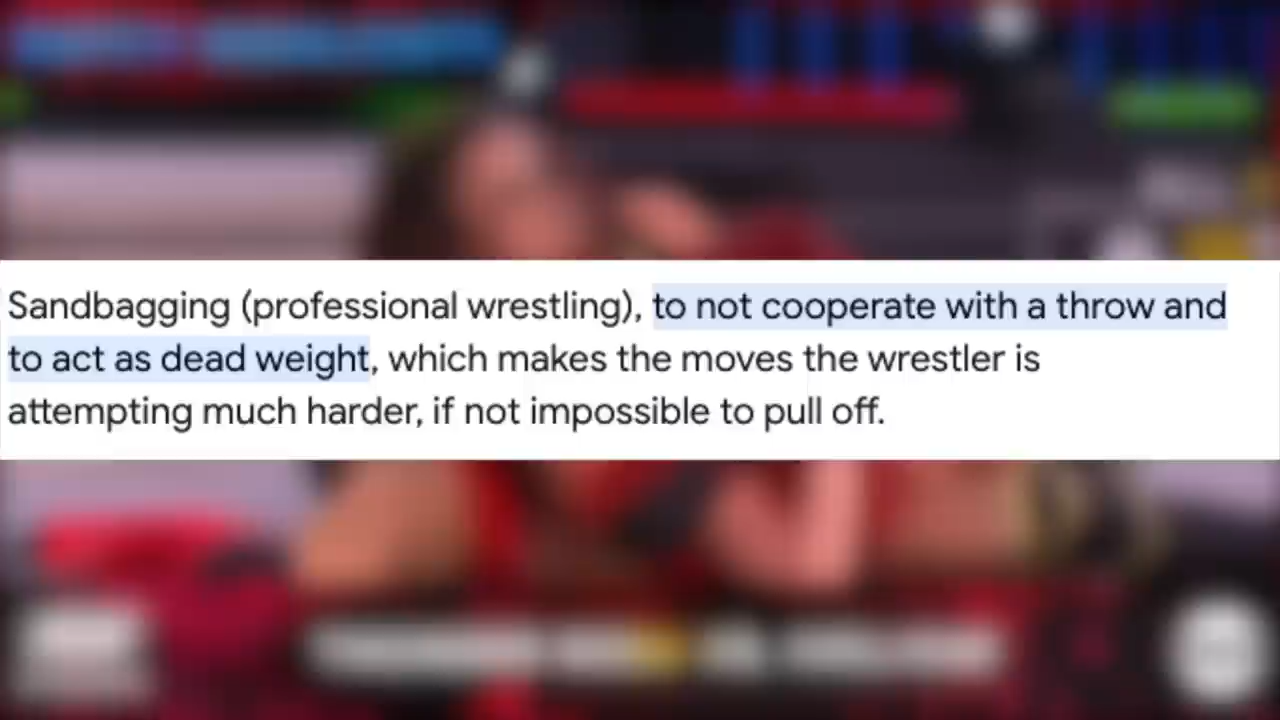 Sandbagging (professional wrestling), to not cooperate with a throw and
to act as dead weight, which makes the moves the wrestler is
attempting much harder, if not impossible to pull off.